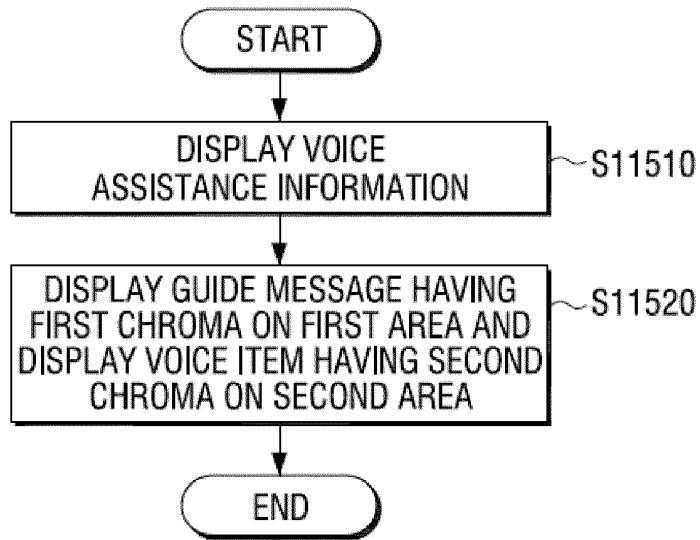 START
DISPLAY VOICE
ASSISTANCE INFORMATION
S11510
DISPLAY GUIDE MESSAGE HAVING
FIRST CHROMA ON FIRST AREA AND
DISPLAY VOICE ITEM HAVING SECOND
CHROMA ON SECOND AREA
S11520
END